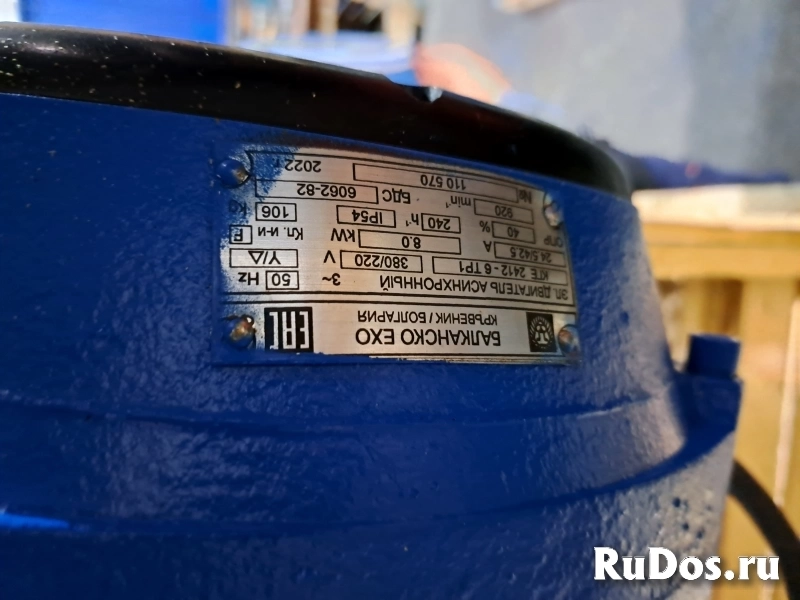 БАЛКАНСКО ЕХО
КРЪВЕНИК / БОЛГАРИЯ
EAC
ЭЛ. ДВИГАТЕЛЬ АСИНХРОННЫЙ 3~ 50 Hz
КГЕ 2412 - 6 ТР1 380/220 V Y/Δ
24.5/42.5 A 8.0 kW Кл. и-и F
ОПР 40 % 240 h⁻¹ IP54 106 kg
920 min⁻¹ БДС 6062-82
№ 110 570 2022 г.
RuDos.ru